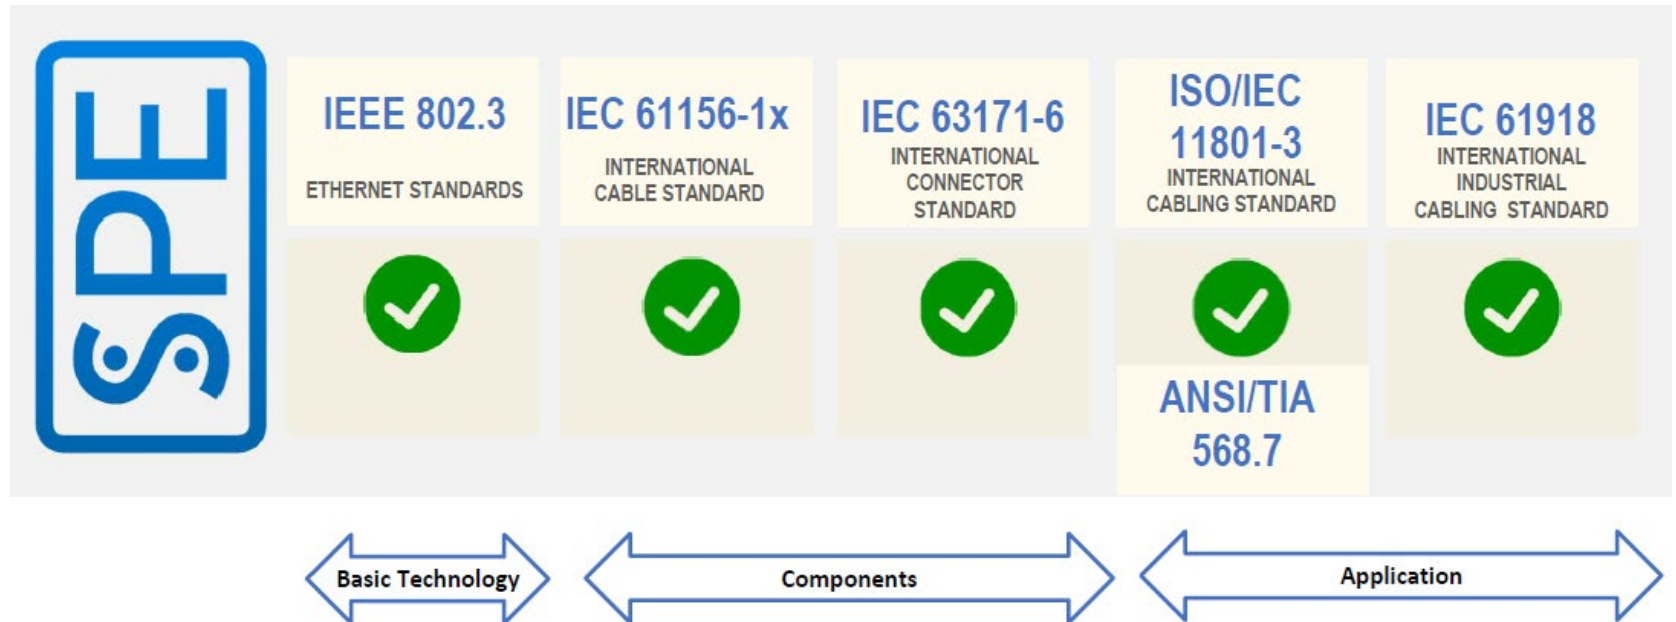 SPE
IEEE 802.3
ETHERNET STANDARDS
IEC 61156-1x
INTERNATIONAL
CABLE STANDARD
IEC 63171-6
INTERNATIONAL
CONNECTOR
STANDARD
ISO/IEC
11801-3
INTERNATIONAL
CABLING STANDARD
ANSI/TIA
568.7
IEC 61918
INTERNATIONAL
INDUSTRIAL
CABLING STANDARD
Basic Technology
Components
Application